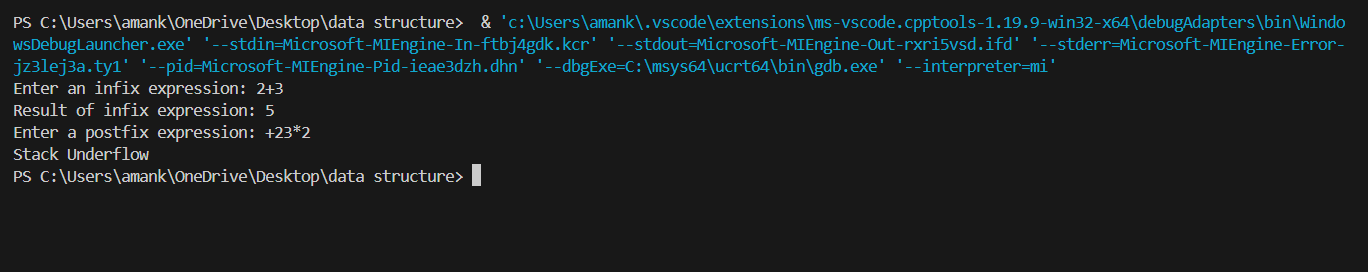 PS C:\Users\amank\OneDrive\Desktop\data structure>  & 'c:\Users\amank\.vscode\extensions\ms-vscode.cpptools-1.19.9-win32-x64\debugAdapters\bin\Windo
wsDebugLauncher.exe' '--stdin=Microsoft-MIEngine-In-ftbj4gdk.kcr' '--stdout=Microsoft-MIEngine-Out-rxri5vsd.ifd' '--stderr=Microsoft-MIEngine-Error-
jz3lej3a.ty1' '--pid=Microsoft-MIEngine-Pid-ieae3dzh.dhn' '--dbgExe=C:\msys64\ucrt64\bin\gdb.exe' '--interpreter=mi'
Enter an infix expression: 2+3
Result of infix expression: 5
Enter a postfix expression: +23*2
Stack Underflow
PS C:\Users\amank\OneDrive\Desktop\data structure>